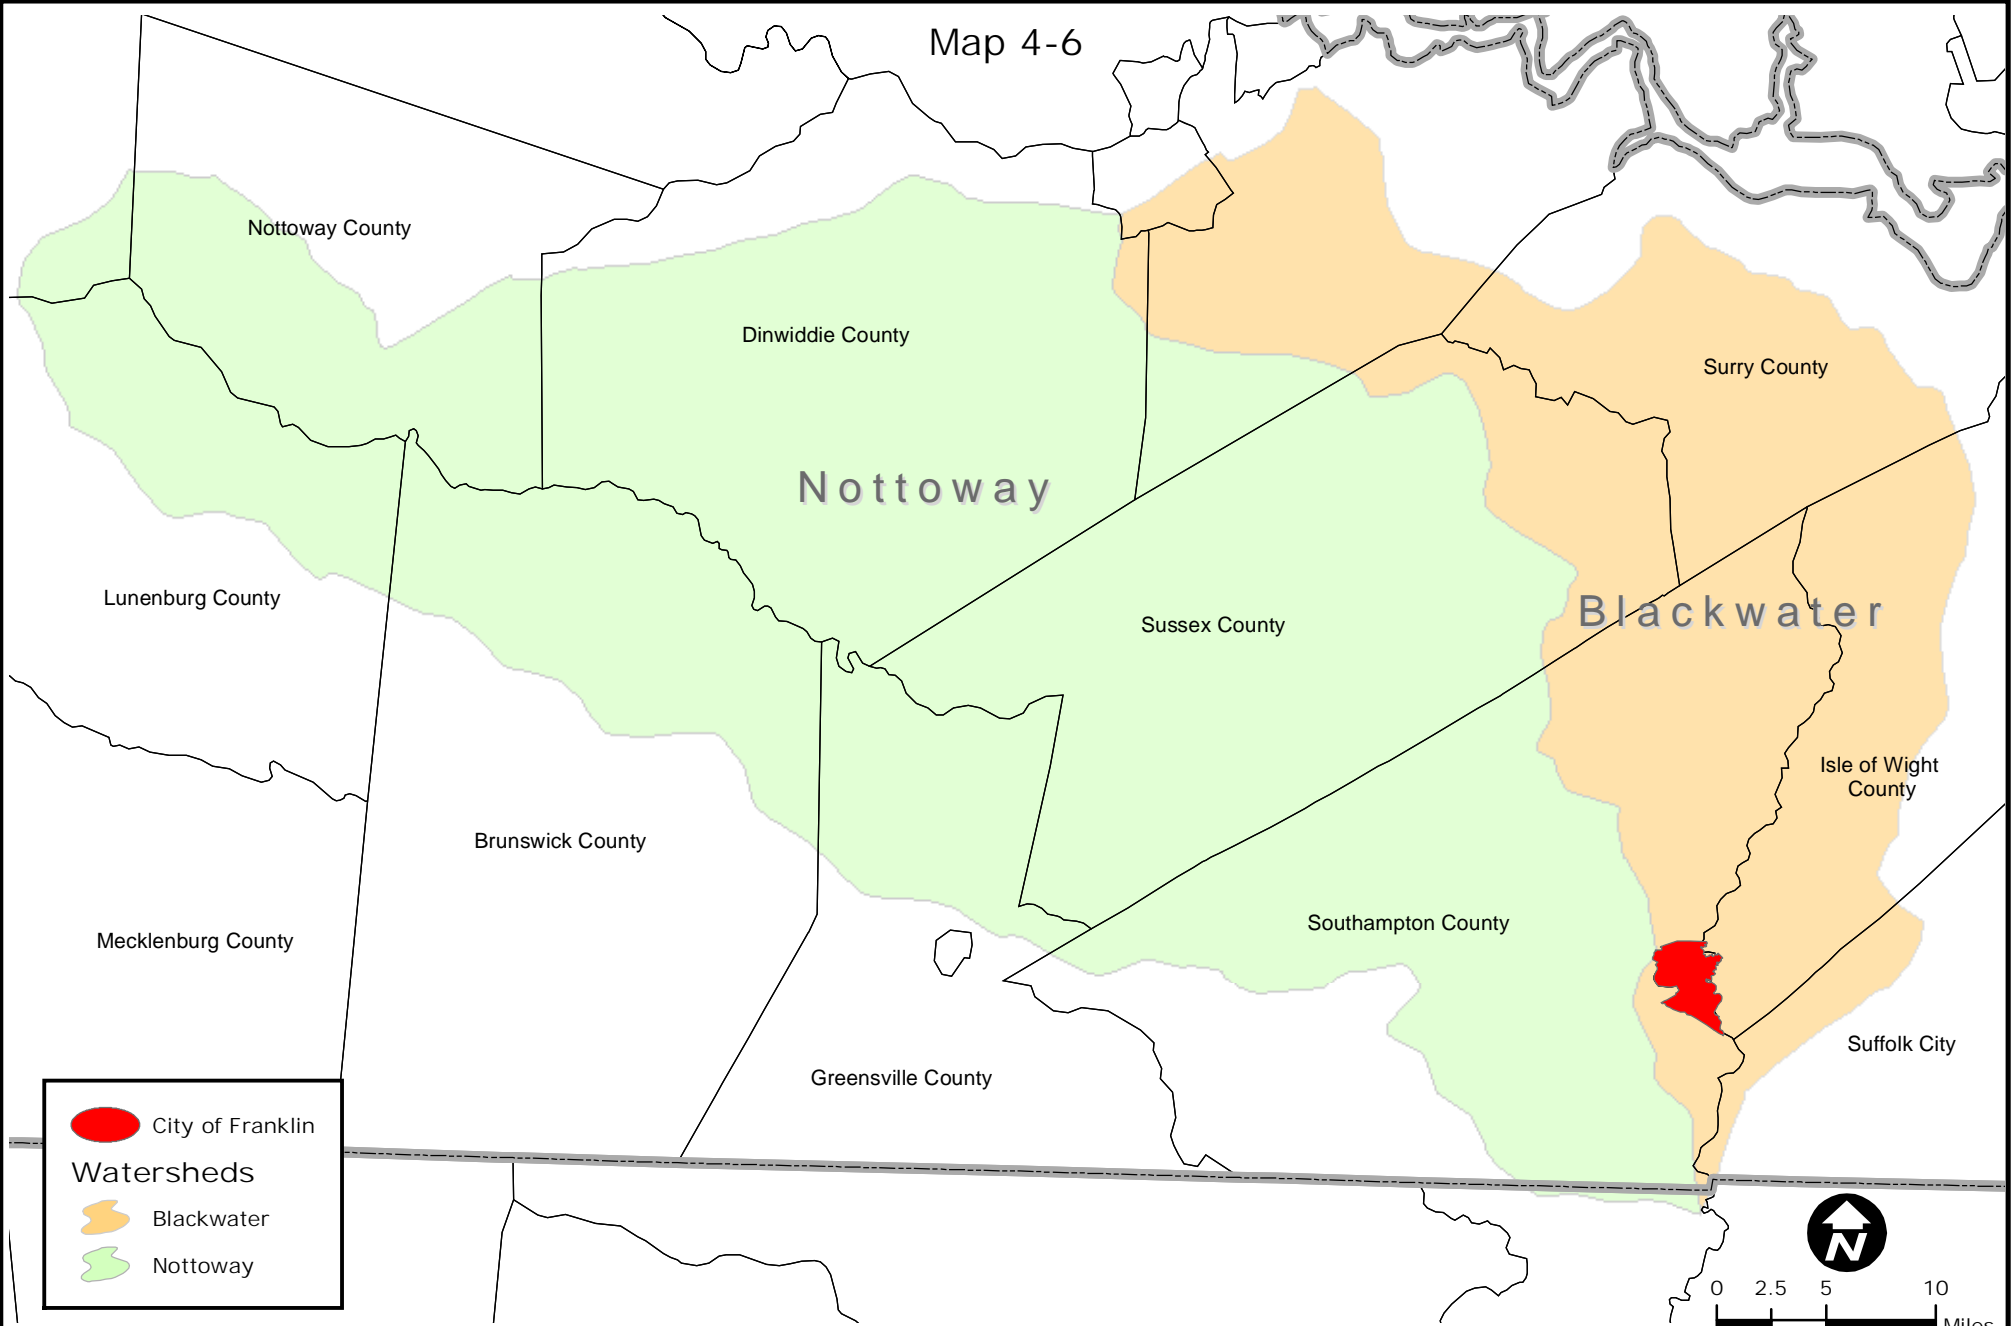 Map 4-6
Nottoway County
Dinwiddie County
Surry County
Nottoway
Lunenburg County
Sussex County
Blackwater
Isle of Wight
County
Brunswick County
Southampton County
Mecklenburg County
Suffolk City
Greensville County
City of Franklin
Watersheds
Blackwater
Nottoway
N
0 2.5 5 10
Miles